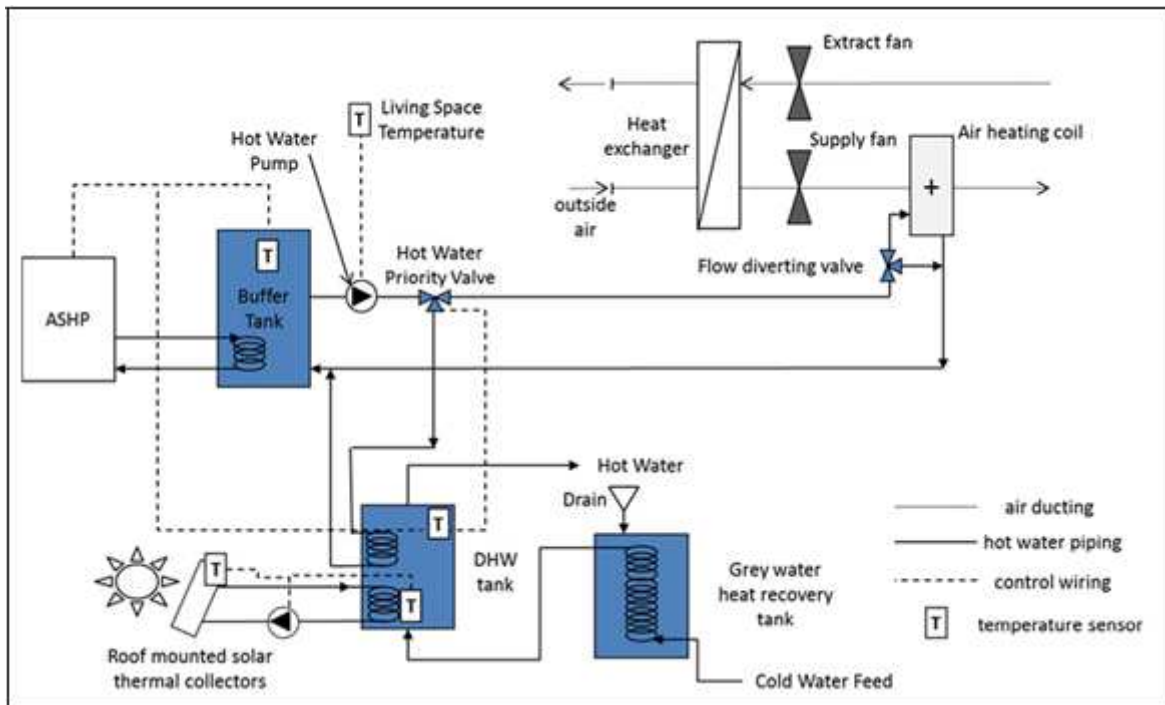 Extract fan
Living Space
Temperature
T
Hot Water
Pump
Heat
exchanger
Supply fan
Air heating coil
+
outside
air
T
Hot Water
Priority Valve
Flow diverting valve
ASHP
Buffer
Tank
Hot Water
Drain
T
DHW
tank
T
T
Grey water
heat recovery
tank
Roof mounted solar
thermal collectors
Cold Water Feed
air ducting
hot water piping
control wiring
T
temperature sensor